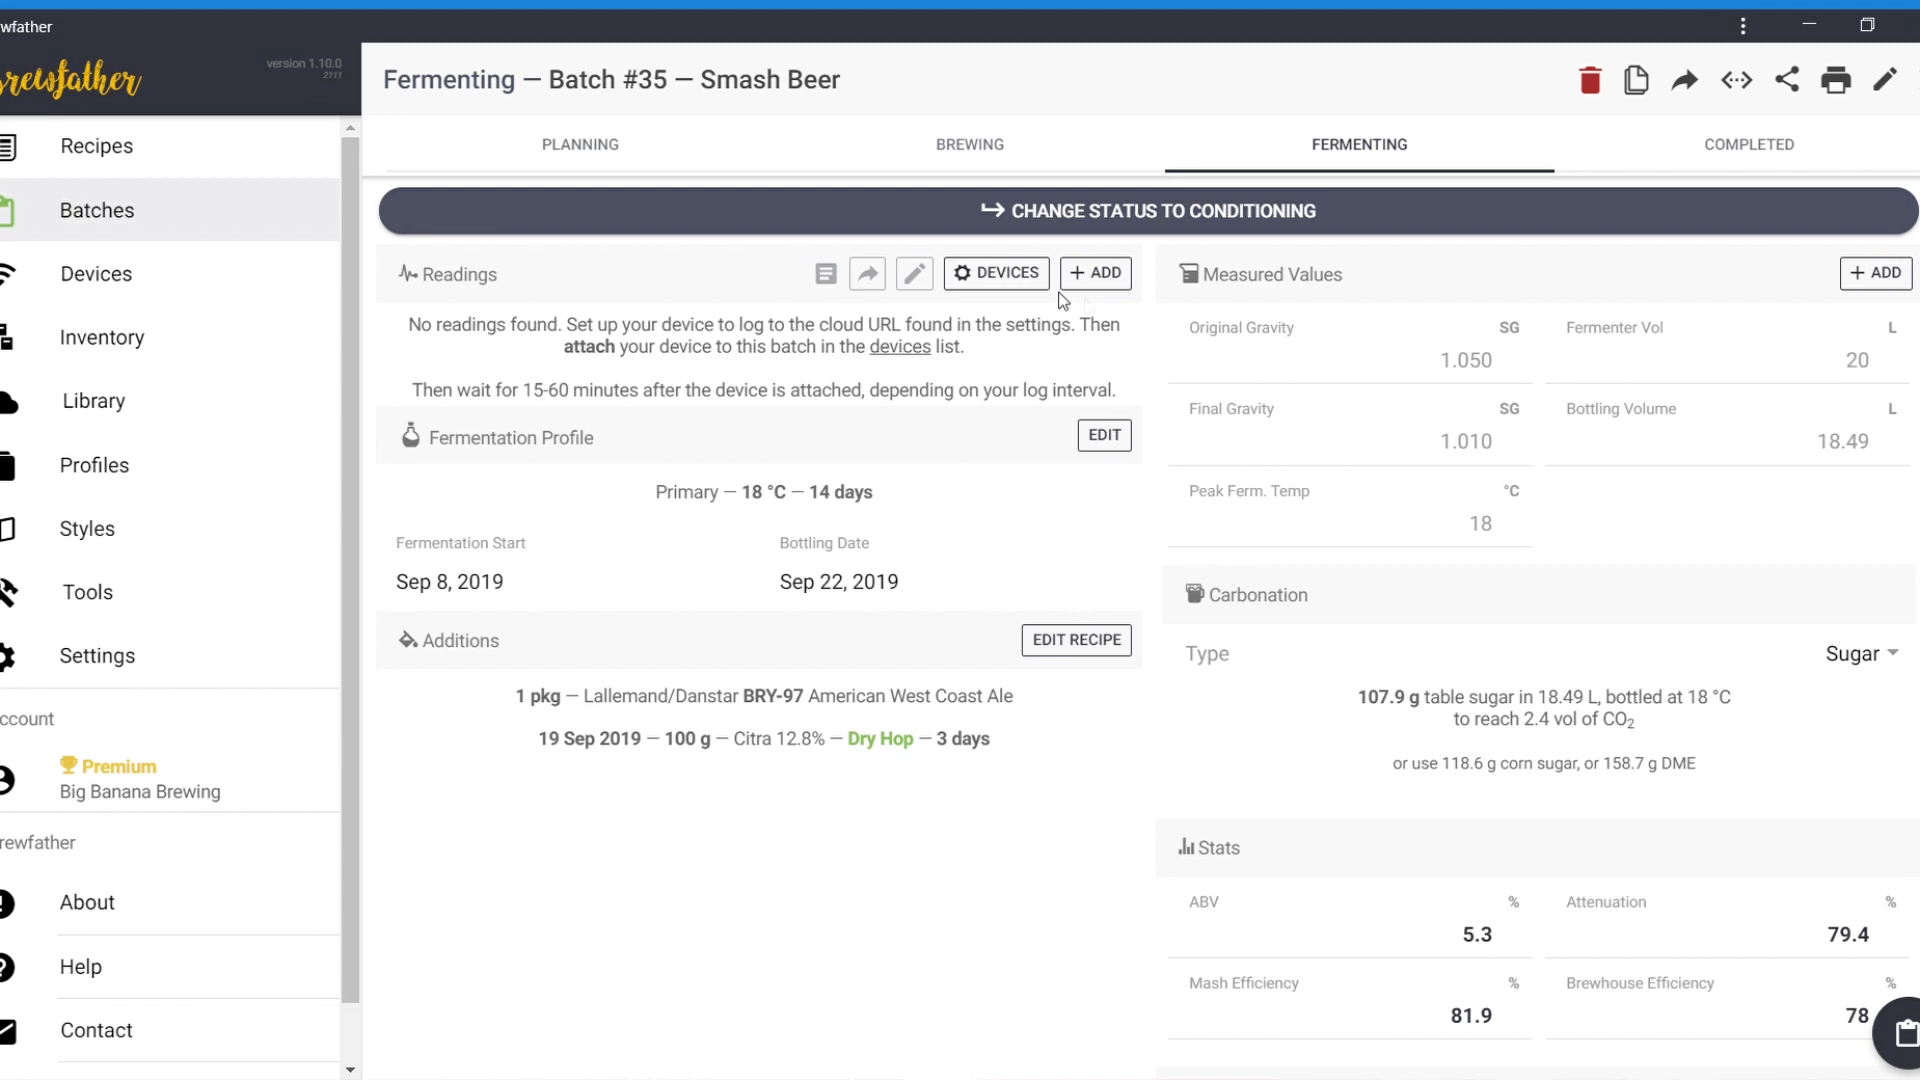 wfather
rewfather
version 1.10.0
2111
Recipes
Batches
Devices
Inventory
Library
Profiles
Styles
Tools
Settings
ccount
Premium
Big Banana Brewing
rewfather
About
Help
Contact
Fermenting — Batch #35 — Smash Beer
PLANNING
BREWING
FERMENTING
COMPLETED
CHANGE STATUS TO CONDITIONING
Readings
DEVICES
+ ADD
No readings found. Set up your device to log to the cloud URL found in the settings. Then
attach your device to this batch in the devices list.
Then wait for 15-60 minutes after the device is attached, depending on your log interval.
Fermentation Profile
EDIT
Primary — 18 °C — 14 days
Fermentation Start
Bottling Date
Sep 8, 2019
Sep 22, 2019
Additions
EDIT RECIPE
1 pkg — Lallemand/Danstar BRY-97 American West Coast Ale
19 Sep 2019 — 100 g — Citra 12.8% — Dry Hop — 3 days
Measured Values
+ ADD
Original Gravity SG
1.050
Fermenter Vol L
20
Final Gravity SG
1.010
Bottling Volume L
18.49
Peak Ferm. Temp °C
18
Carbonation
Type
Sugar
107.9 g table sugar in 18.49 L, bottled at 18 °C
to reach 2.4 vol of CO₂
or use 118.6 g corn sugar, or 158.7 g DME
Stats
ABV %
5.3
Attenuation %
79.4
Mash Efficiency %
81.9
Brewhouse Efficiency %
78